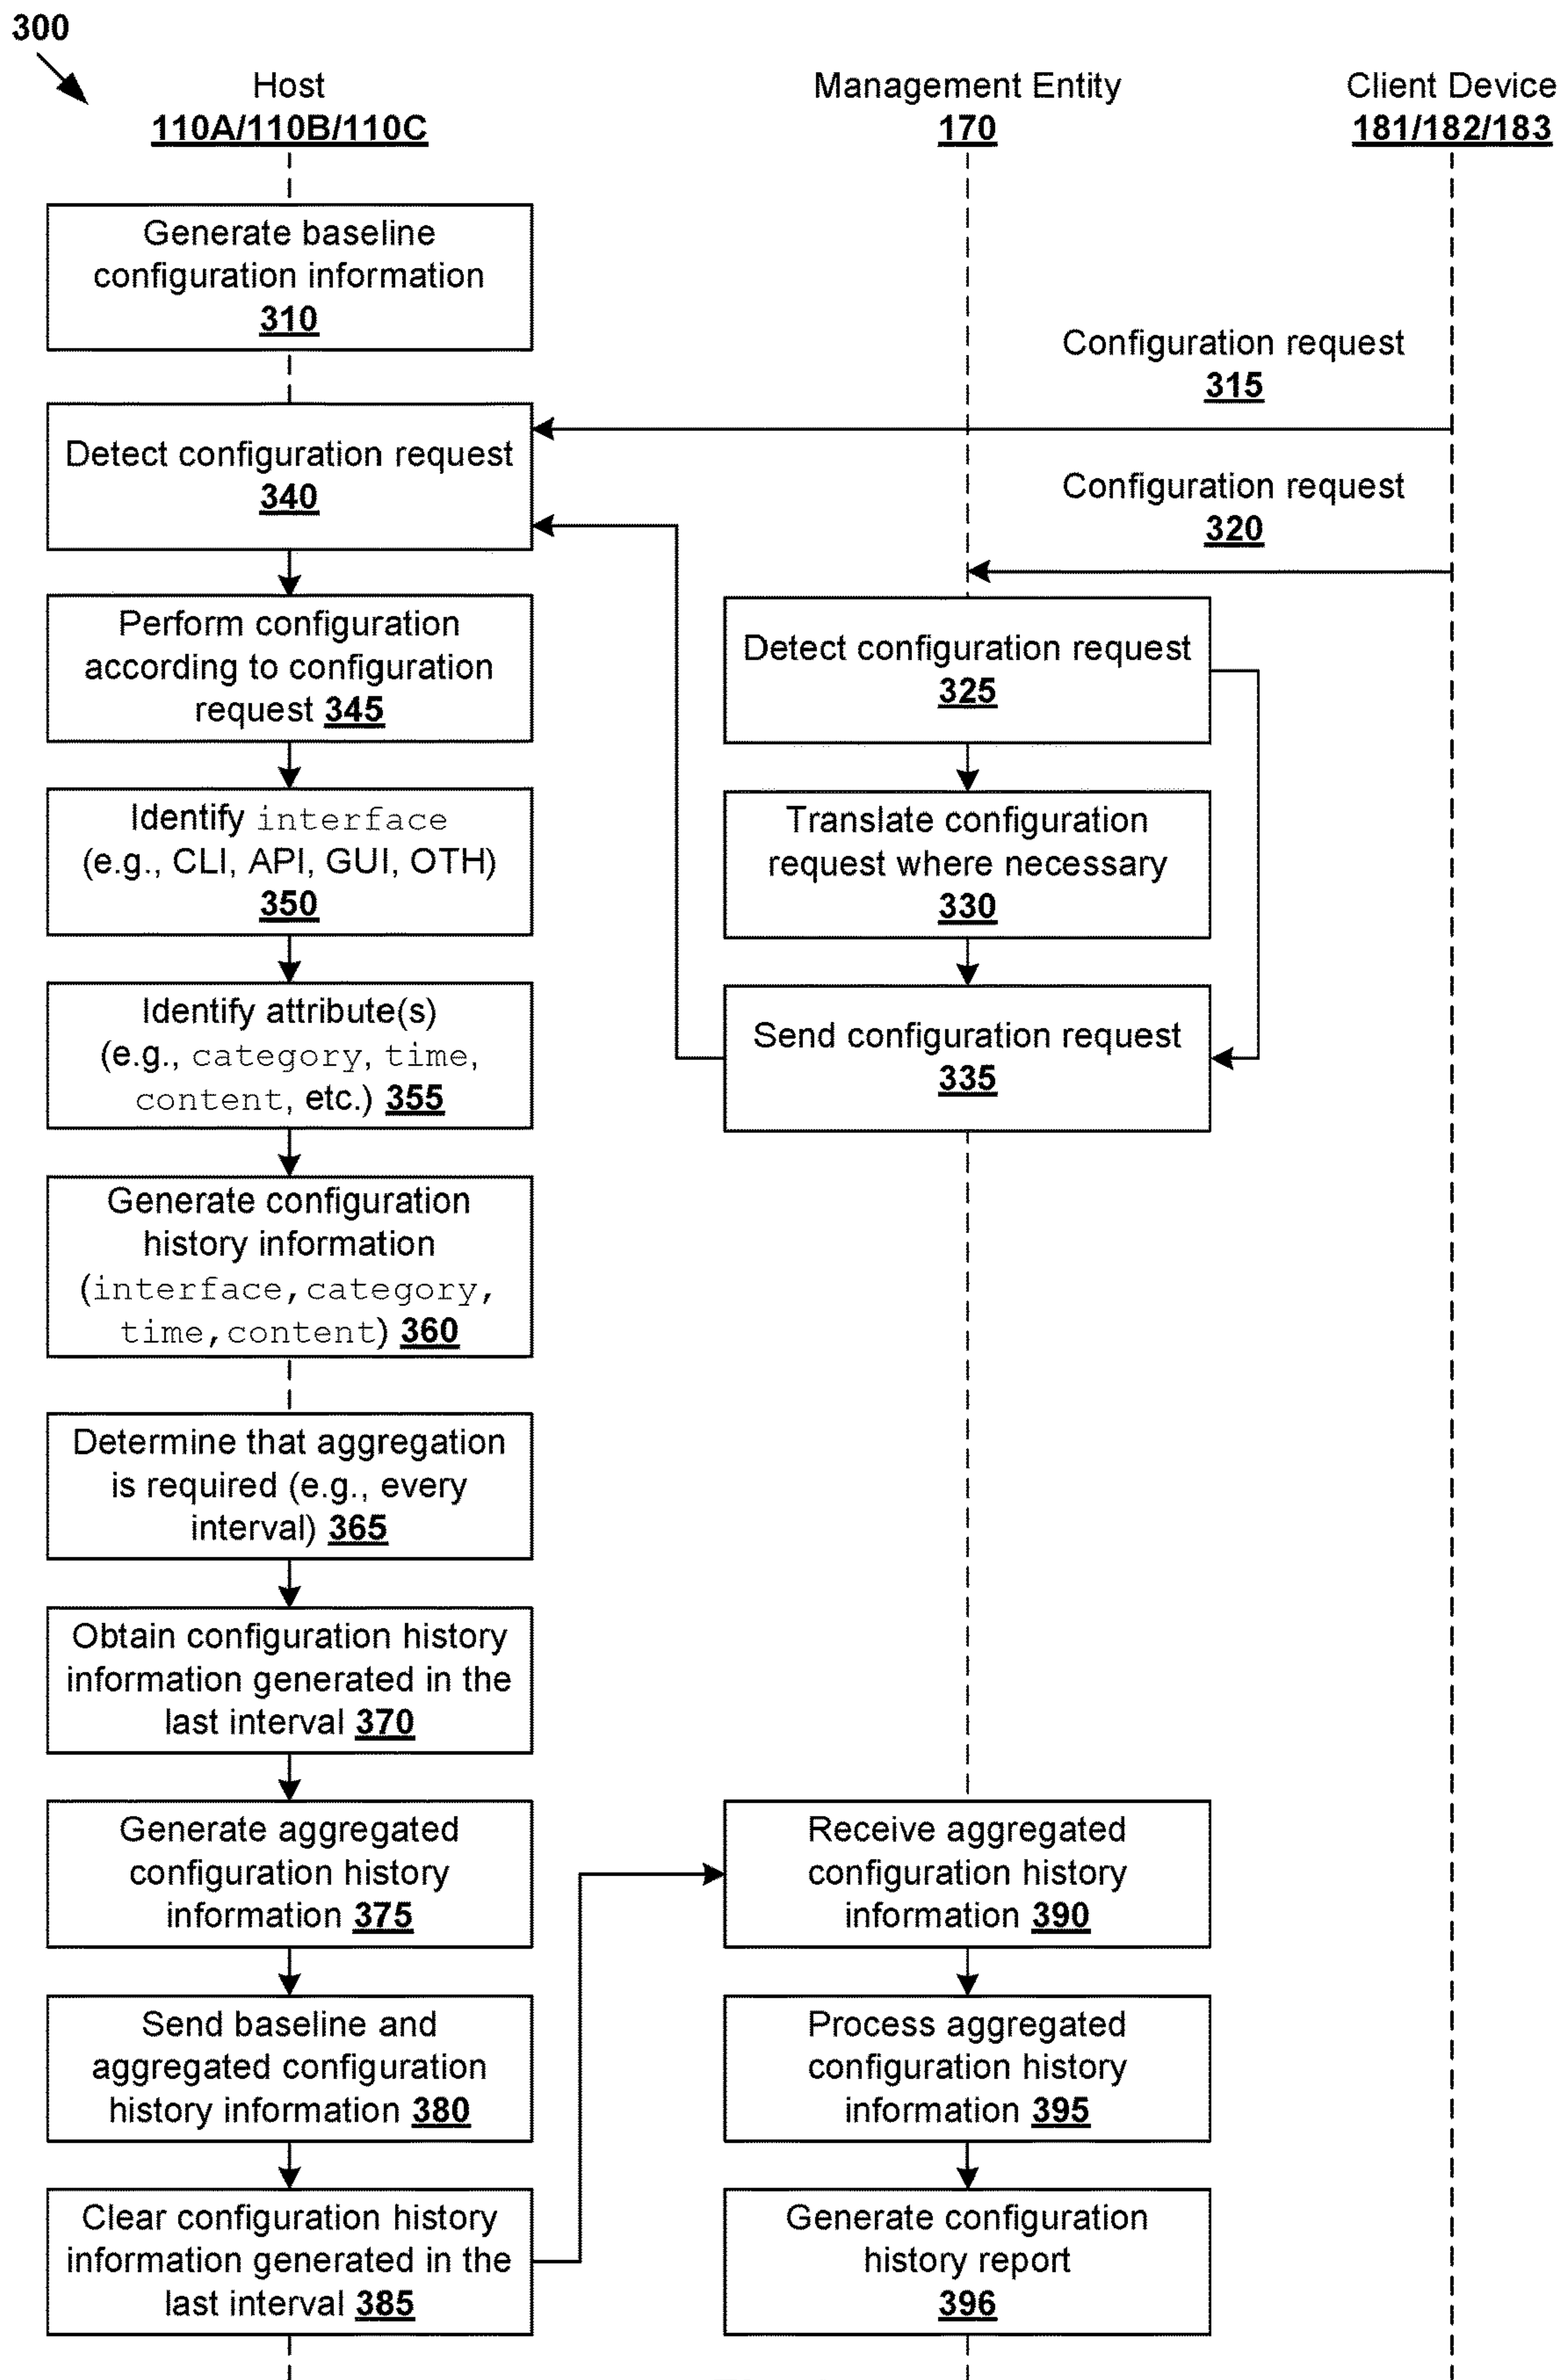 300
Host
110A/110B/110C
Management Entity
170
Client Device
181/182/183
Generate baseline
configuration information
310
Configuration request
315
Detect configuration request
340
Configuration request
320
Perform configuration
according to configuration
request 345
Detect configuration request
325
Identify interface
(e.g., CLI, API, GUI, OTH)
350
Translate configuration
request where necessary
330
Identify attribute(s)
(e.g., category, time,
content, etc.) 355
Send configuration request
335
Generate configuration
history information
(interface,category,
time,content) 360
Determine that aggregation
is required (e.g., every
interval) 365
Obtain configuration history
information generated in the
last interval 370
Generate aggregated
configuration history
information 375
Receive aggregated
configuration history
information 390
Send baseline and
aggregated configuration
history information 380
Process aggregated
configuration history
information 395
Clear configuration history
information generated in the
last interval 385
Generate configuration
history report
396